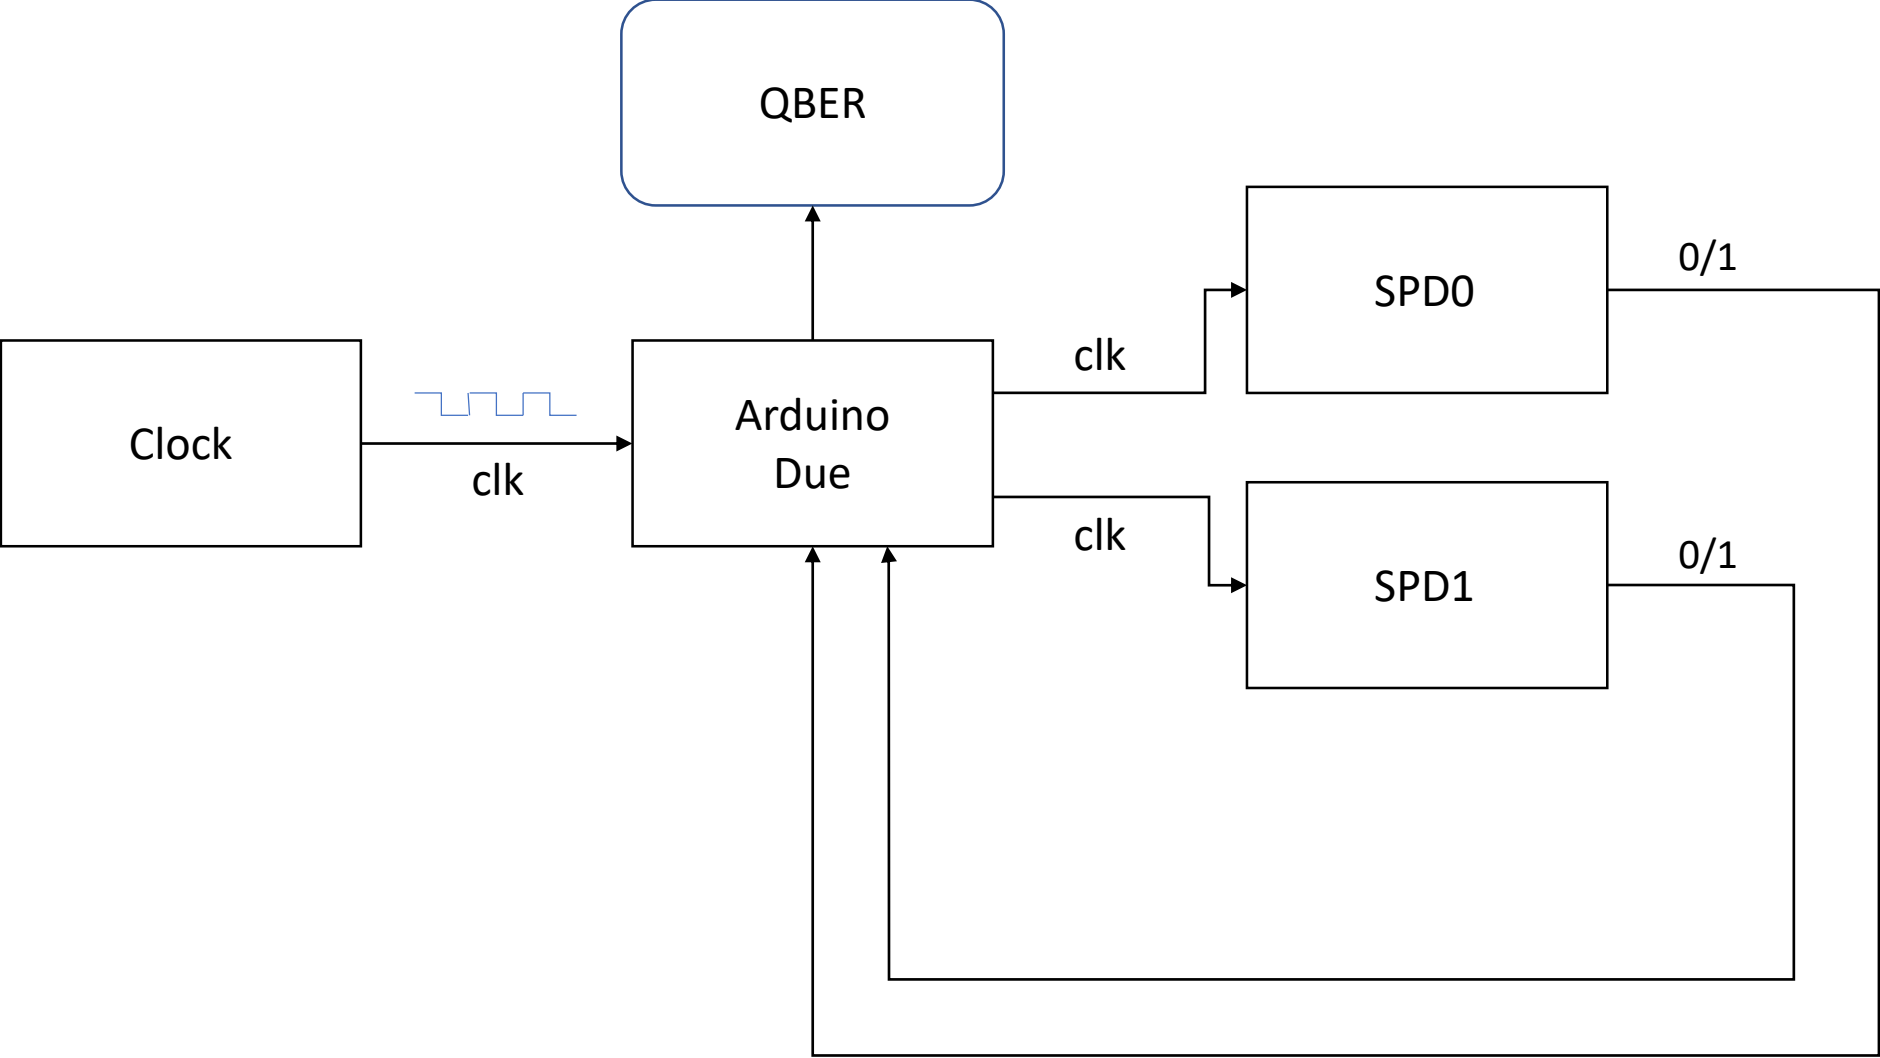 QBER
SPD0
0/1
clk
Clock
clk
Arduino
Due
clk
SPD1
0/1